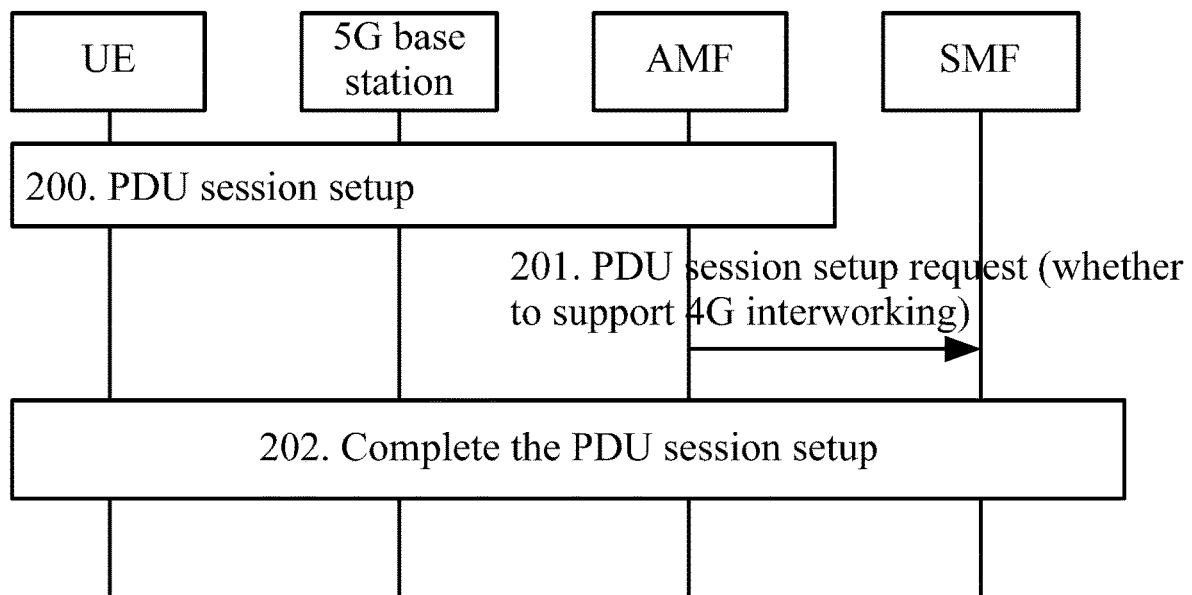 UE
5G base
station
AMF
SMF
200. PDU session setup
201. PDU session setup request (whether
to support 4G interworking)
202. Complete the PDU session setup